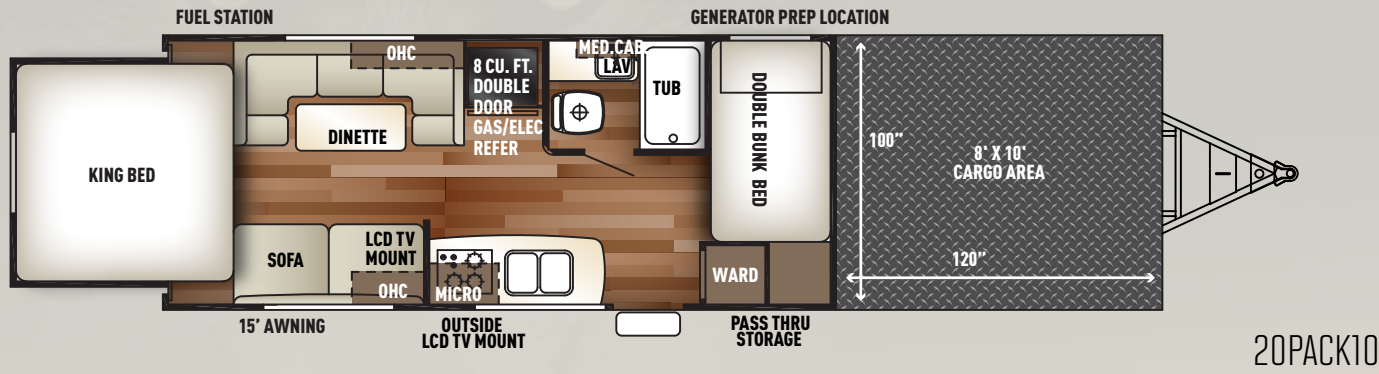 FUEL STATION
GENERATOR PREP LOCATION
OHC
MED.CAB.
LAV
8 CU. FT.
DOUBLE
DOOR
GAS/ELEC
REFER
TUB
DOUBLE BUNK BED
DINETTE
KING BED
100”
8' X 10'
CARGO AREA
SOFA
LCD TV
MOUNT
OHC
MICRO
WARD
120”
15' AWNING
OUTSIDE
LCD TV MOUNT
PASS THRU
STORAGE
20PACK10